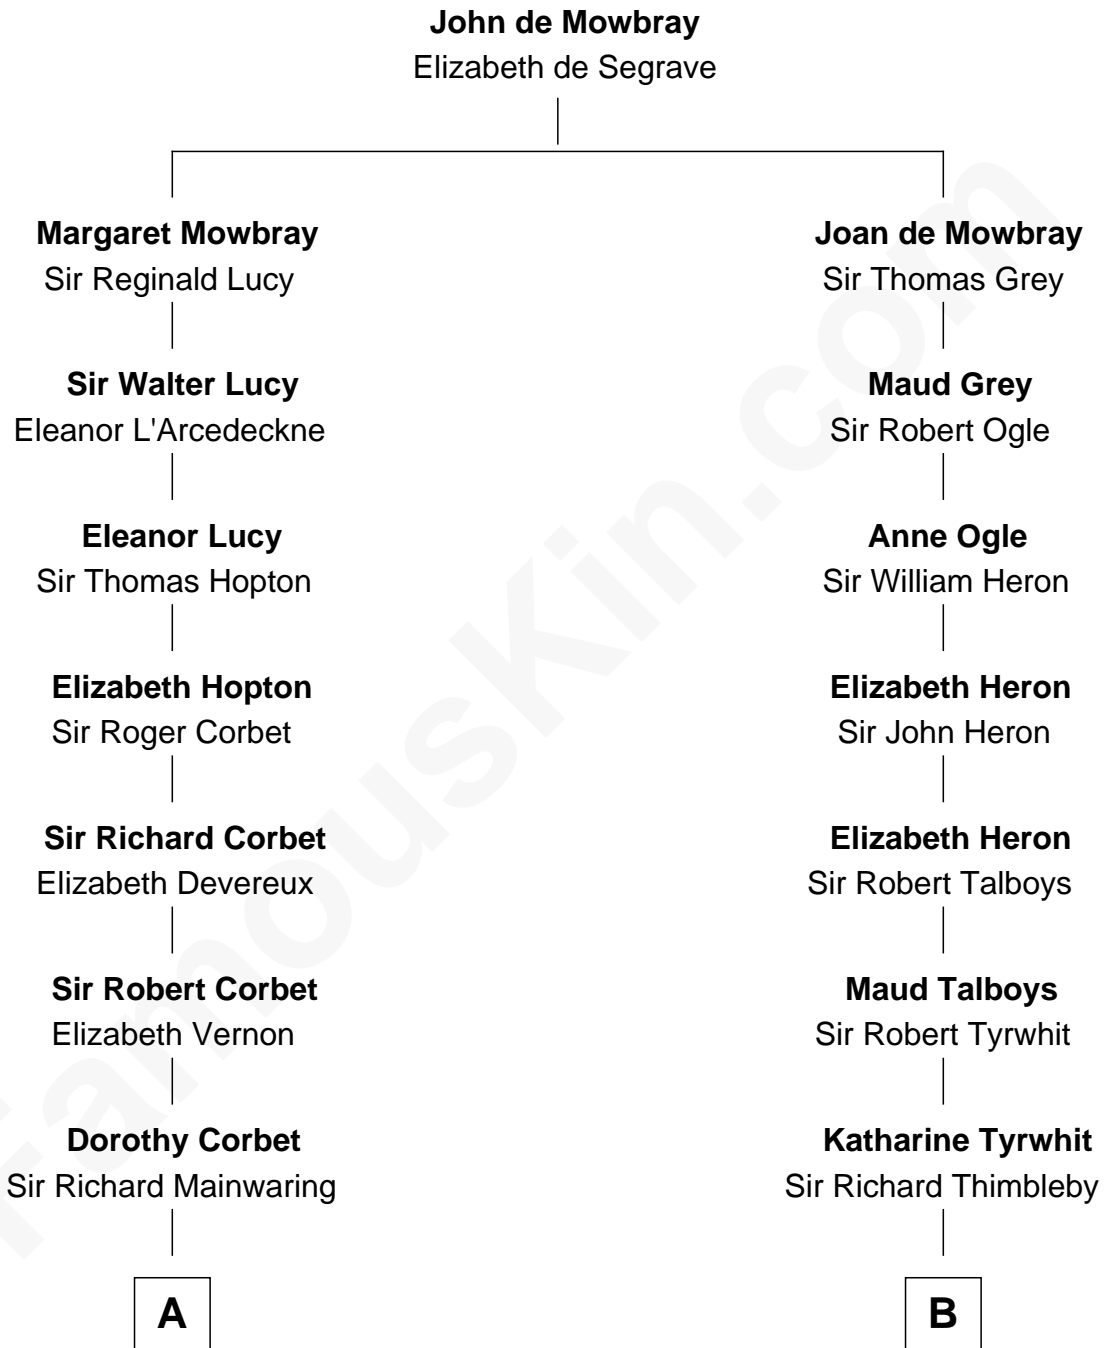 John de Mowbray
Elizabeth de Segrave
Margaret Mowbray
Sir Reginald Lucy
Joan de Mowbray
Sir Thomas Grey
Sir Walter Lucy
Eleanor L'Arcedeckne
Maud Grey
Sir Robert Ogle
Eleanor Lucy
Sir Thomas Hopton
Anne Ogle
Sir William Heron
Elizabeth Hopton
Sir Roger Corbet
Elizabeth Heron
Sir John Heron
Sir Richard Corbet
Elizabeth Devereux
Elizabeth Heron
Sir Robert Talboys
Sir Robert Corbet
Elizabeth Vernon
Maud Talboys
Sir Robert Tyrwhit
Dorothy Corbet
Sir Richard Mainwaring
Katharine Tyrwhit
Sir Richard Thimbleby
A
B
FamousKin.com